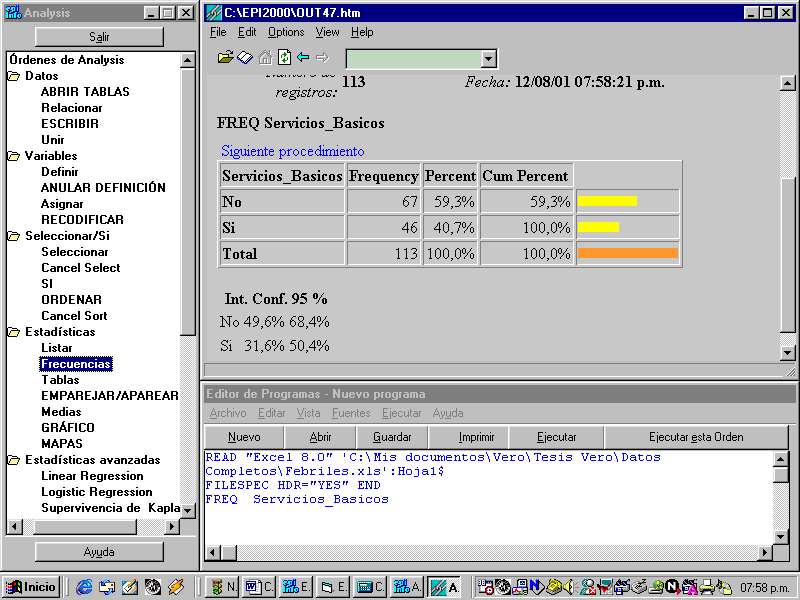 Analysis
Salir
Órdenes de Analysis
Datos
ABRIR TABLAS
Relacionar
ESCRIBIR
Unir
Variables
Definir
ANULAR DEFINICIÓN
Asignar
RECODIFICAR
Seleccionar/Si
Seleccionar
Cancel Select
SI
ORDENAR
Cancel Sort
Estadísticas
Listar
Frecuencias
Tablas
EMPAREJAR/APAREAR
Medias
GRÁFICO
MAPAS
Estadísticas avanzadas
Linear Regression
Logistic Regression
Supervivencia de Kapla
Ayuda
C:\EPI2000\OUT47.htm
File Edit Options View Help
Número de
registros: 113 Fecha: 12/08/01 07:58:21 p.m.
FREQ Servicios_Basicos
Siguiente procedimiento
Servicios_Basicos Frequency Percent Cum Percent
No 67 59,3% 59,3%
Si 46 40,7% 100,0%
Total 113 100,0% 100,0%
Int. Conf. 95 %
No 49,6% 68,4%
Si 31,6% 50,4%
Editor de Programas - Nuevo programa
Archivo Editar Vista Fuentes Ejecutar Ayuda
Nuevo Abrir Guardar Imprimir Ejecutar Ejecutar esta Orden
READ "Excel 8.0" 'C:\Mis documentos\Vero\Tesis Vero\Datos
Completos\Febriles.xls':Hoja1$
FILESPEC HDR="YES" END
FREQ Servicios_Basicos
Inicio N. C. E. E. C. A. A. 07:58 p.m.